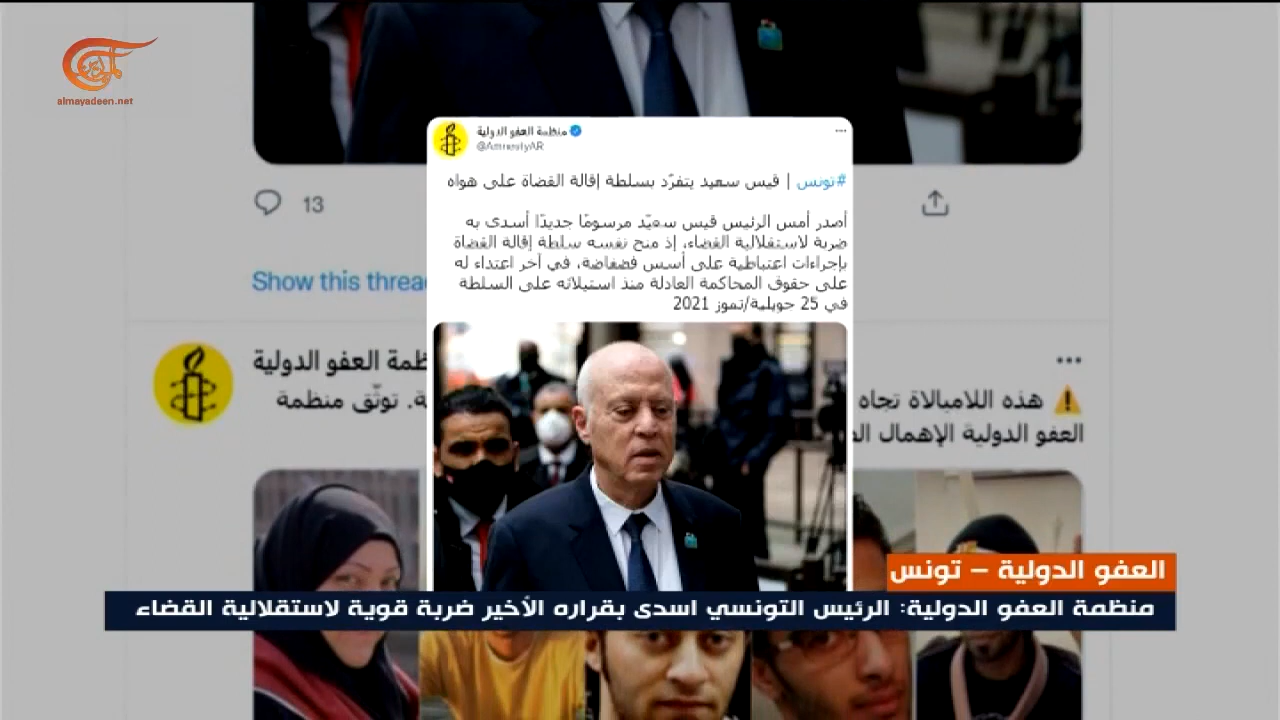 almayadeen.net
منظمة العفو الدولية
@AmnestyAR
#تونس | قيس سعيد يتفرّد بسلطة إقالة القضاة على هواه
أصدر أمس الرئيس قيس سعيّد مرسومًا جديدًا أسدى به
ضربة لاستقلالية القضاء، إذ منح نفسه سلطة إقالة القضاة
بإجراءات اعتباطية على أسس فضفاضة، في آخر اعتداء له
على حقوق المحاكمة العادلة منذ استيلائه على السلطة
في 25 جويلية/تموز 2021
13
Show this
العفو الدولية
⚠ هذه اللامبالاة تجاه
توثّق منظمة
العفو الدولية الإهمال
العفو الدولية – تونس
منظمة العفو الدولية: الرئيس التونسي اسدى بقراره الأخير ضربة قوية لاستقلالية القضاء